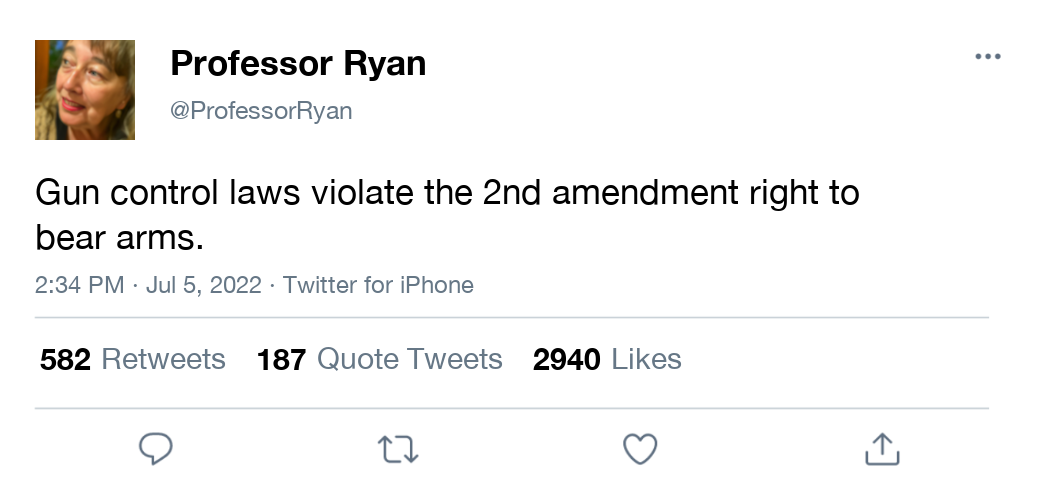 Professor Ryan
@ProfessorRyan
Gun control laws violate the 2nd amendment right to
bear arms.
2:34 PM · Jul 5, 2022 · Twitter for iPhone
582 Retweets 187 Quote Tweets 2940 Likes